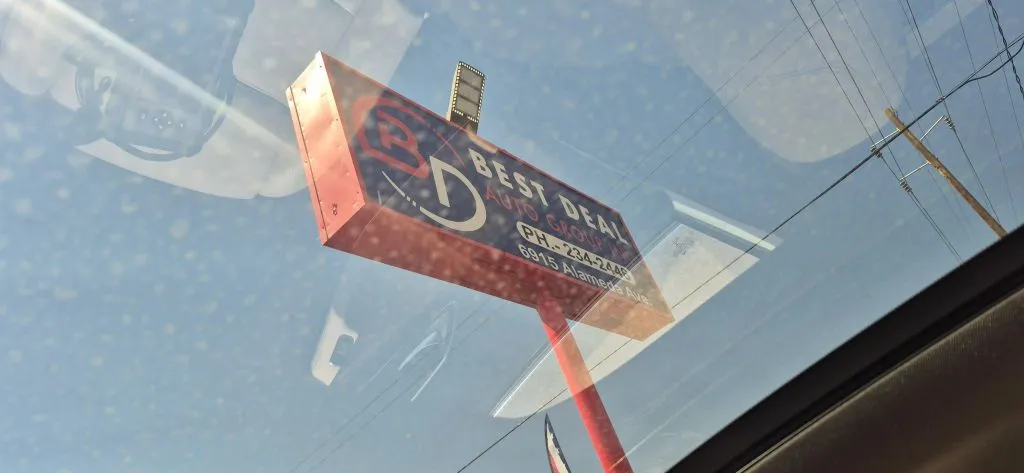 BEST DEAL
AUTO GROUP
PH.- 234-2448
6915 Alameda Ave.